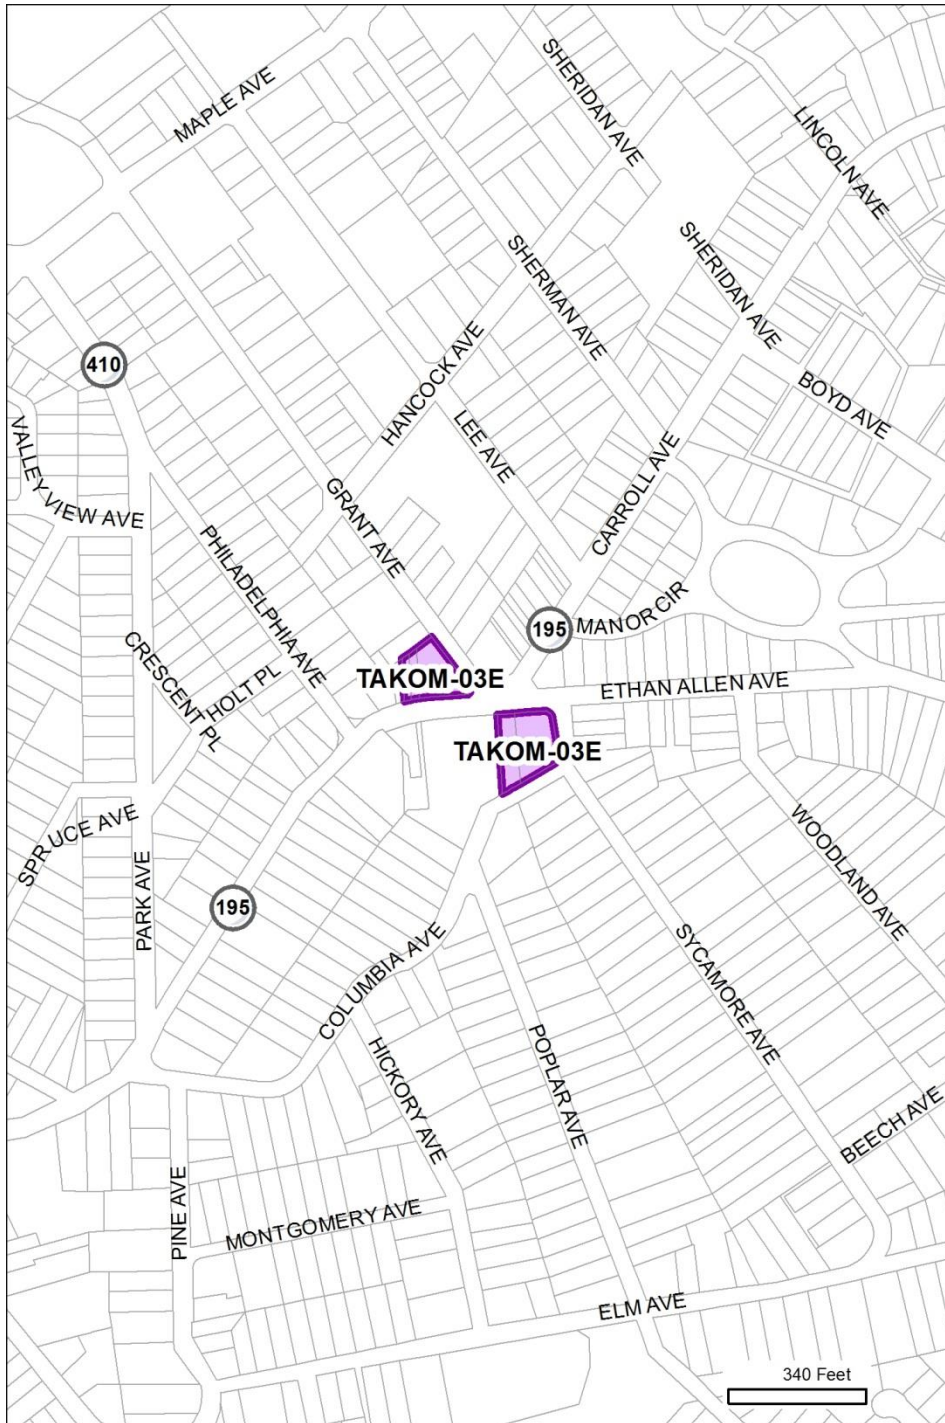 SHERIDAN AVE
MAPLE AVE
LINCOLN AVE
SHERIDAN AVE
SHERMAN AVE
410
HANCOCK AVE
BOYD AVE
LEE AVE
VALLEY VIEW AVE
CARROLL AVE
GRANT AVE
PHILADELPHIA AVE
195
MANOR CIR
CRESCENT PL
HOLT PL
TAKOM-03E
ETHAN ALLEN AVE
TAKOM-03E
SPRUCE AVE
WOODLAND AVE
PARK AVE
195
COLUMBIA AVE
SYCAMORE AVE
HICKORY AVE
POPLAR AVE
BEECH AVE
PINE AVE
MONTGOMERY AVE
ELM AVE
340 Feet